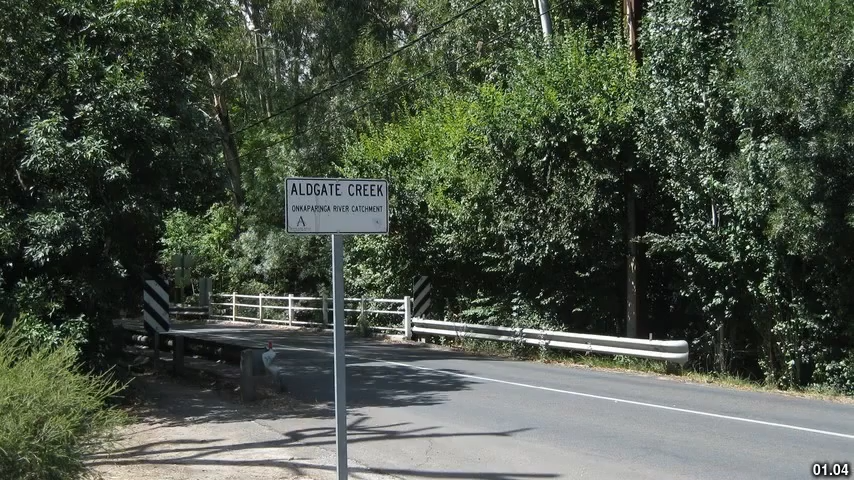 ALDGATE CREEK
ONKAPARINGA RIVER CATCHMENT
A
01.04